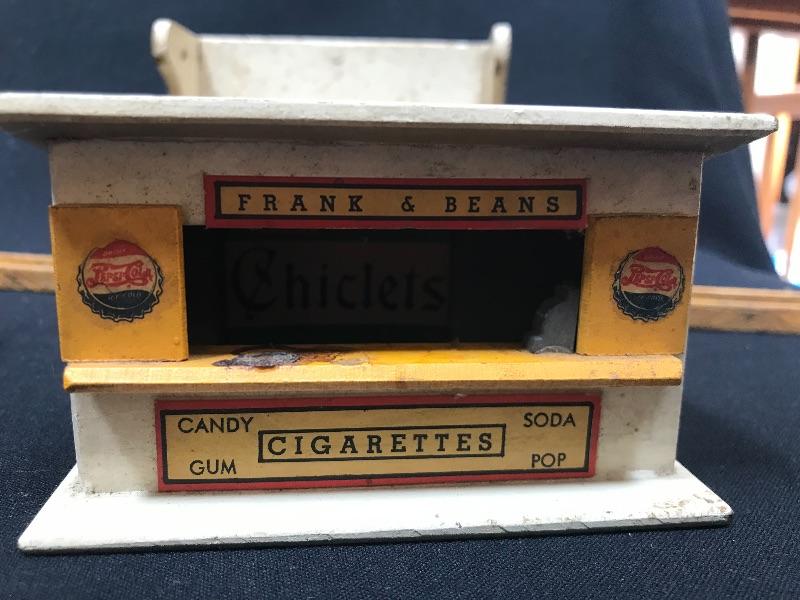 FRANK & BEANS
PEPSI-COLA
PEPSI-COLA
Chiclets
CANDY
SODA
CIGARETTES
GUM
POP